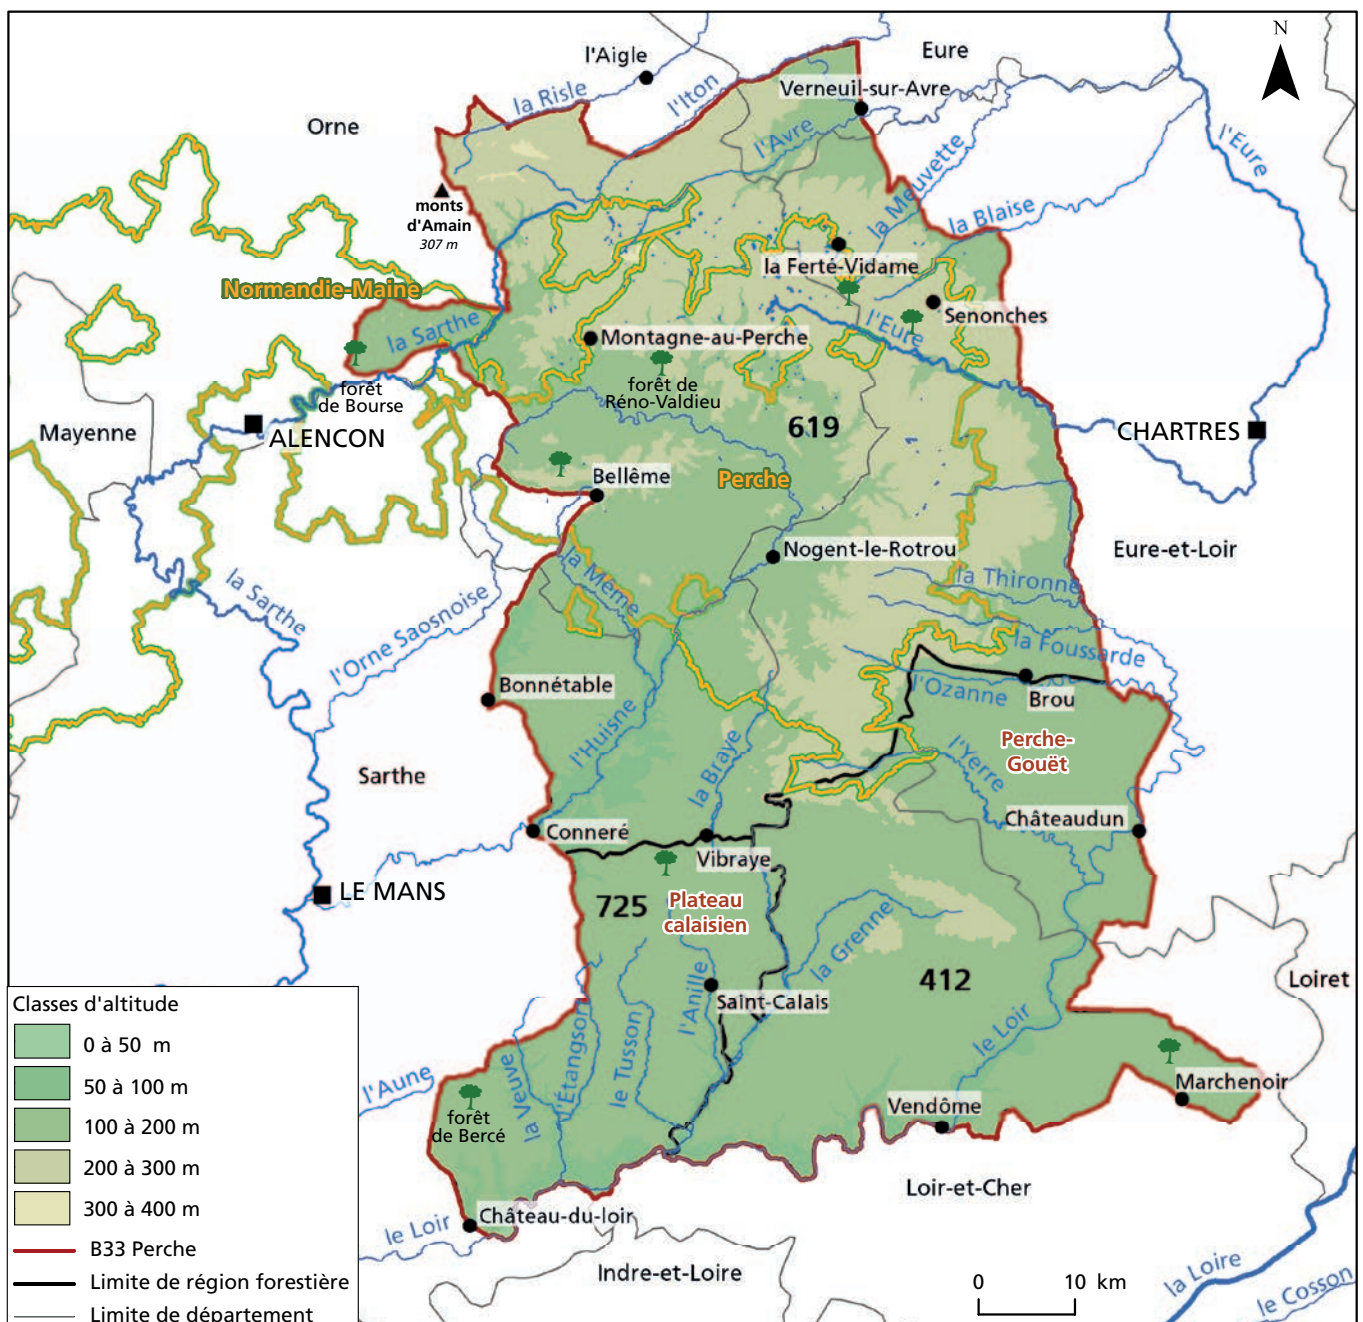 N
l'Aigle
Eure
la Risle
l'Iton
Verneuil-sur-Avre
Orne
l'Avre
l'Eure
la Meuvette
monts
d'Amain
307 m
la Blaise
la Ferté-Vidame
Normandie-Maine
Senonches
la Sarthe
l'Eure
Montagne-au-Perche
forêt de
Réno-Valdieu
forêt
de Bourse
619
Mayenne
ALENCON
CHARTRES
Bellême
Perche
Nogent-le-Rotrou
Eure-et-Loir
la Sarthe
la Même
la Thironne
l'Orne Saosnoise
la Foussarde
Bonnétable
l'Ozanne
Brou
l'Huisne
Perche-
Gouët
Sarthe
la Braye
l'Yerre
Conneré
Châteaudun
Vibraye
LE MANS
725
Plateau
calaisien
la Grenne
412
Loiret
Saint-Calais
l'Anille
le Loir
Classes d'altitude
0 à 50 m
50 à 100 m
100 à 200 m
200 à 300 m
300 à 400 m
B33 Perche
Limite de région forestière
Limite de département
l'Aune
la Veuve
l'Étangson
le Tusson
Marchenoir
forêt
de Bercé
Vendôme
Loir-et-Cher
Château-du-loir
le Loir
Indre-et-Loire
0 10 km
la Loire
le Cosson